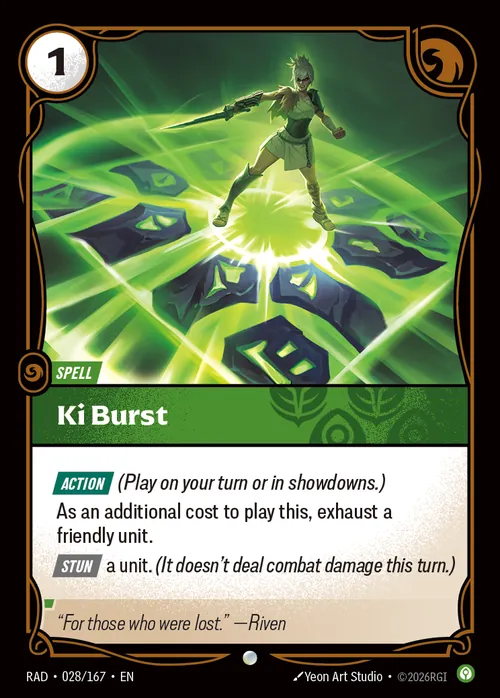 1
SPELL
Ki Burst
ACTION (Play on your turn or in showdowns.)
As an additional cost to play this, exhaust a
friendly unit.
STUN a unit. (It doesn't deal combat damage this turn.)
“For those who were lost.” —Riven
RAD • 028/167 • EN
Yeon Art Studio • ©2026RGI